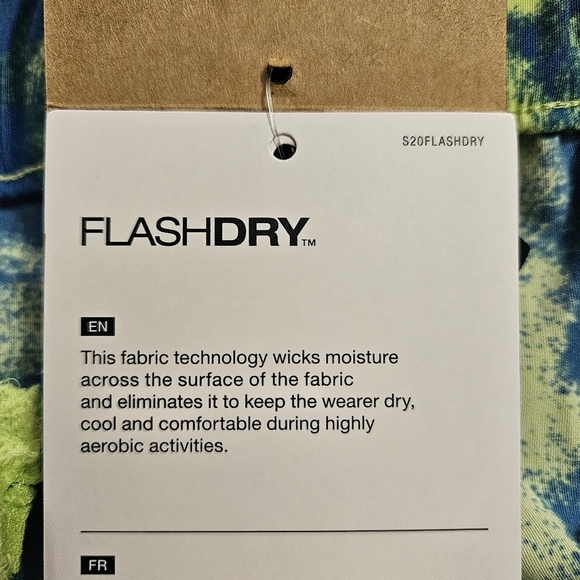 S20FLASHDRY
FLASHDRY™
EN
This fabric technology wicks moisture
across the surface of the fabric
and eliminates it to keep the wearer dry,
cool and comfortable during highly
aerobic activities.
FR